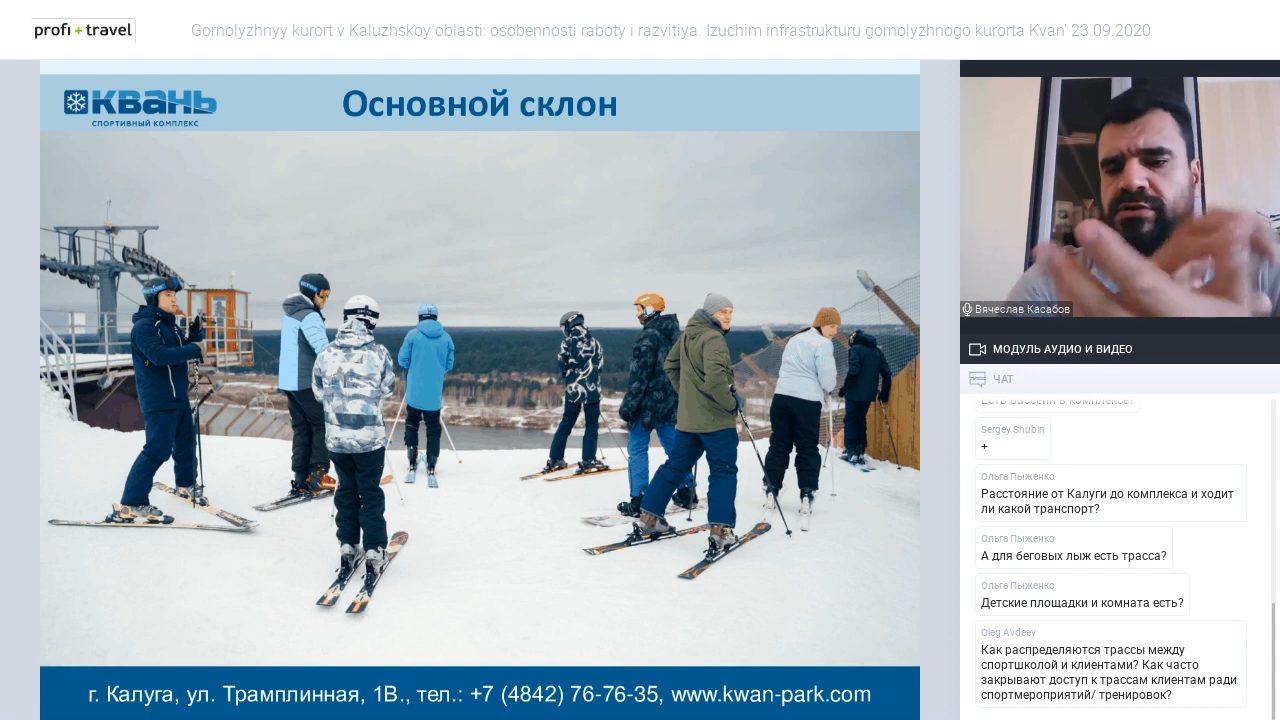 profi + travel
Gornolyzhnyy kurort v Kaluzhskoy oblasti: osobennosti raboty i razvitiya. Izuchim infrastrukturu gornolyzhnogo kurorta Kvan' 23.09.2020
КВАНЬ
СПОРТИВНЫЙ КОМПЛЕКС
Основной склон
г. Калуга, ул. Трамплинная, 1В., тел.: +7 (4842) 76-76-35, www.kwan-park.com
Вячеслав Касабов
МОДУЛЬ АУДИО И ВИДЕО
ЧАТ
Есть бассейн в комплексе?
Sergey Shubin
+
Ольга Пыженко
Расстояние от Калуги до комплекса и ходит
ли какой транспорт?
Ольга Пыженко
А для беговых лыж есть трасса?
Ольга Пыженко
Детские площадки и комната есть?
Oleg Avdeev
Как распределяются трассы между
спортшколой и клиентами? Как часто
закрывают доступ к трассам клиентам ради
спортмероприятий/ тренировок?